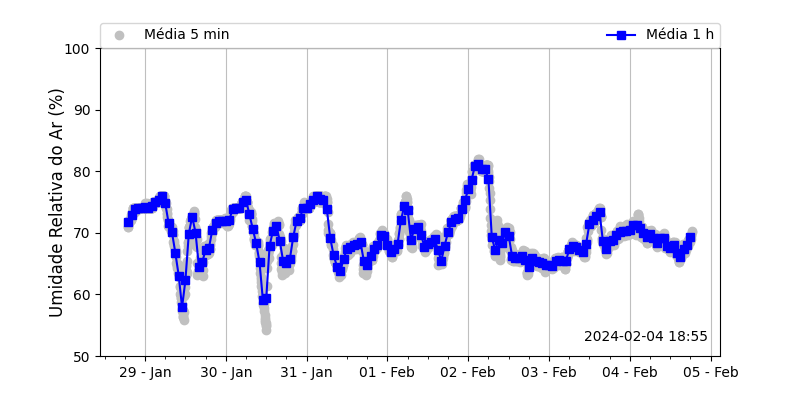 Média 5 min
Média 1 h
Umidade Relativa do Ar (%)
100
90
80
70
60
50
2024-02-04 18:55
29 - Jan
30 - Jan
31 - Jan
01 - Feb
02 - Feb
03 - Feb
04 - Feb
05 - Feb